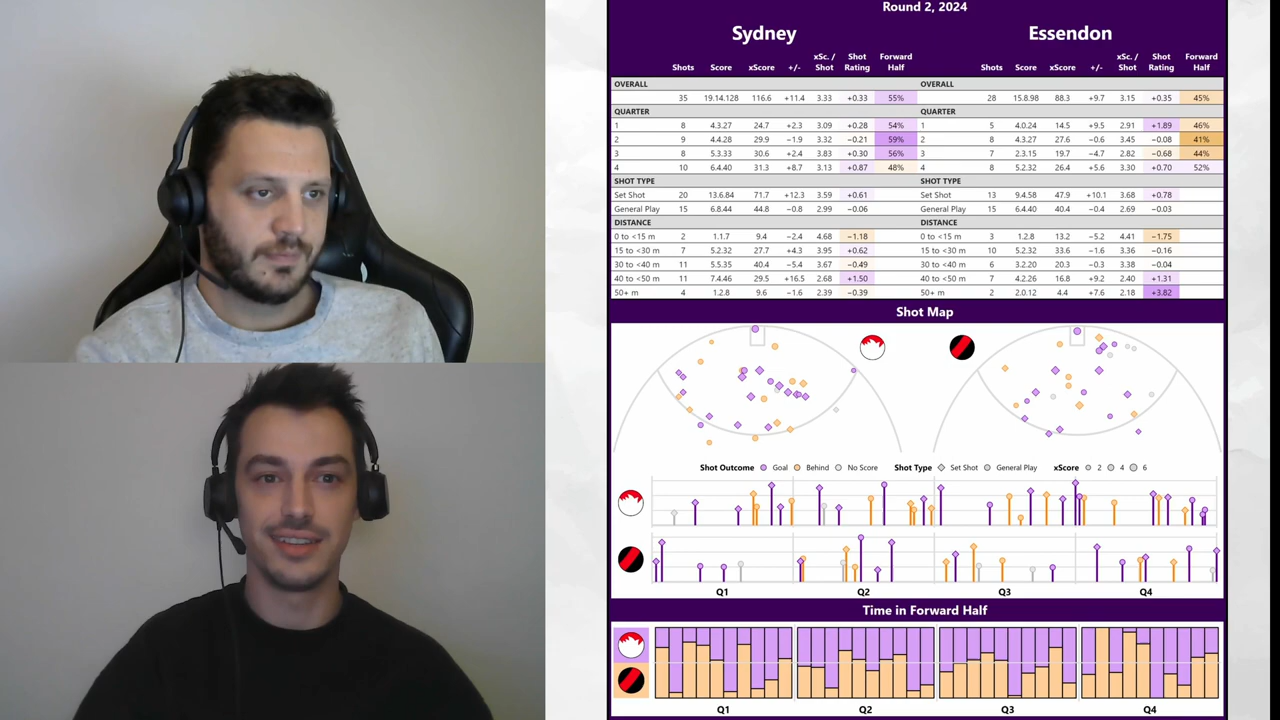 Round 2, 2024
Sydney Essendon
Shots Score xScore +/- xSc. / Shot Shot Rating Forward Half Shots Score xScore +/- xSc. / Shot Shot Rating Forward Half
OVERALL OVERALL
35 19.14.128 116.6 +11.4 3.33 +0.33 55% 28 15.8.98 88.3 +9.7 3.15 +0.35 45%
QUARTER QUARTER
1 8 4.3.27 24.7 +2.3 3.09 +0.28 54% 1 5 4.0.24 14.5 +9.5 2.91 +1.89 46%
2 9 4.4.28 29.9 −1.9 3.32 −0.21 59% 2 8 4.3.27 27.6 −0.6 3.45 −0.08 41%
3 8 5.3.33 30.6 +2.4 3.83 +0.30 56% 3 7 2.3.15 19.7 −4.7 2.82 −0.68 44%
4 10 6.4.40 31.3 +8.7 3.13 +0.87 48% 4 8 5.2.32 26.4 +5.6 3.30 +0.70 52%
SHOT TYPE SHOT TYPE
Set Shot 20 13.6.84 71.7 +12.3 3.59 +0.61 Set Shot 13 9.4.58 47.9 +10.1 3.68 +0.78
General Play 15 6.8.44 44.8 −0.8 2.99 −0.06 General Play 15 6.4.40 40.4 −0.4 2.69 −0.03
DISTANCE DISTANCE
0 to <15 m 2 1.1.7 9.4 −2.4 4.68 −1.18 0 to <15 m 3 1.2.8 13.2 −5.2 4.41 −1.75
15 to <30 m 7 5.2.32 27.7 +4.3 3.95 +0.62 15 to <30 m 10 5.2.32 33.6 −1.6 3.36 −0.16
30 to <40 m 11 5.5.35 40.4 −5.4 3.67 −0.49 30 to <40 m 6 3.2.20 20.3 −0.3 3.38 −0.04
40 to <50 m 11 7.4.46 29.5 +16.5 2.68 +1.50 40 to <50 m 7 4.2.26 16.8 +9.2 2.40 +1.31
50+ m 4 1.2.8 9.6 −1.6 2.39 −0.39 50+ m 2 2.0.12 4.4 +7.6 2.18 +3.82
Shot Map
Shot Outcome Goal Behind No Score Shot Type Set Shot General Play xScore 2 4 6
Q1 Q2 Q3 Q4
Time in Forward Half
Q1 Q2 Q3 Q4